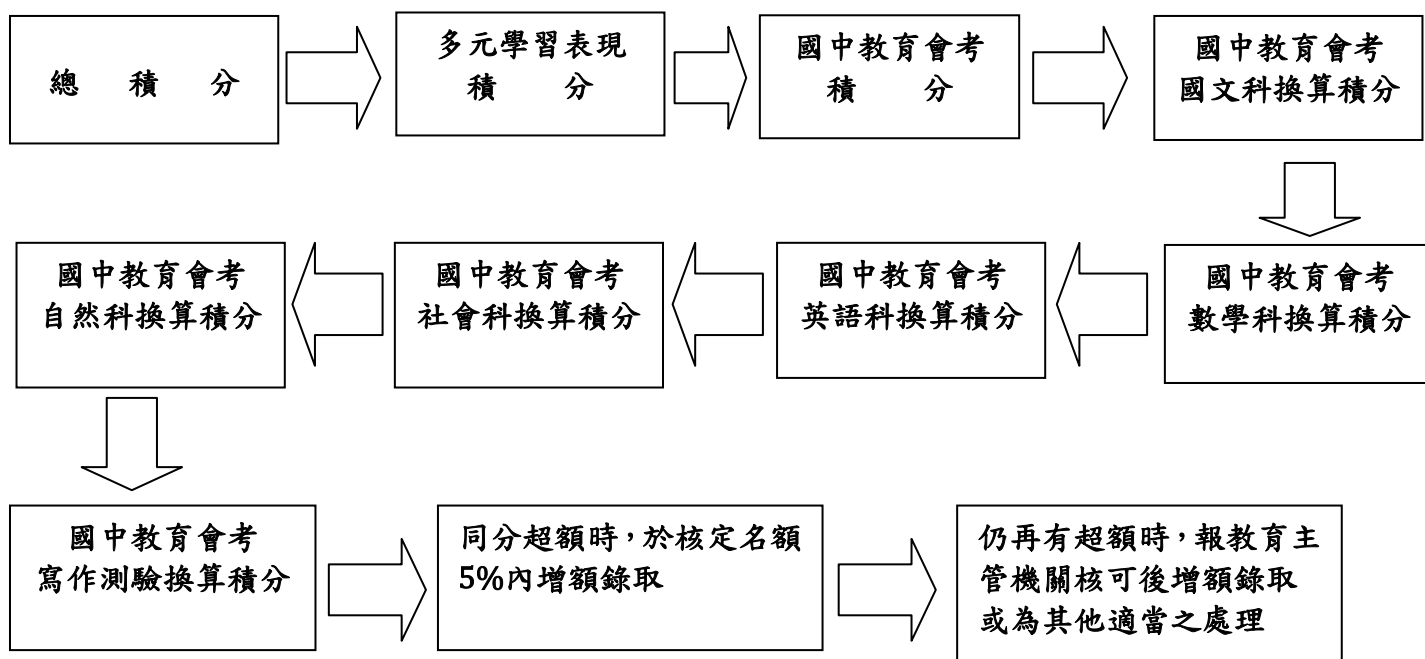 總 積 分
多元學習表現
積 分
國中教育會考
積 分
國中教育會考
國文科換算積分
國中教育會考
數學科換算積分
國中教育會考
英語科換算積分
國中教育會考
社會科換算積分
國中教育會考
自然科換算積分
國中教育會考
寫作測驗換算積分
同分超額時，於核定名額
5%內增額錄取
仍再有超額時，報教育主
管機關核可後增額錄取
或為其他適當之處理